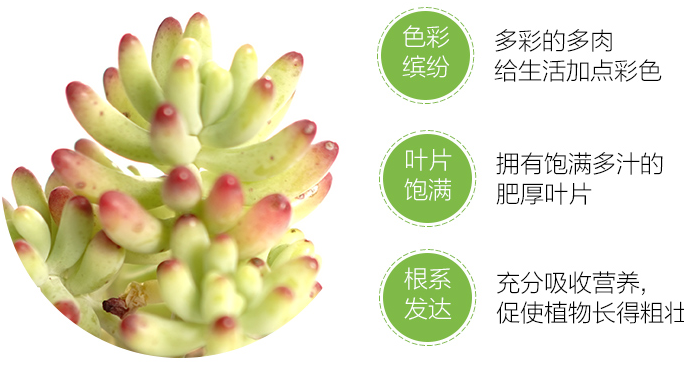 色彩
缤纷
多彩的多肉
给生活加点彩色
叶片
饱满
拥有饱满多汁的
肥厚叶片
根系
发达
充分吸收营养，
促使植物长得粗壮